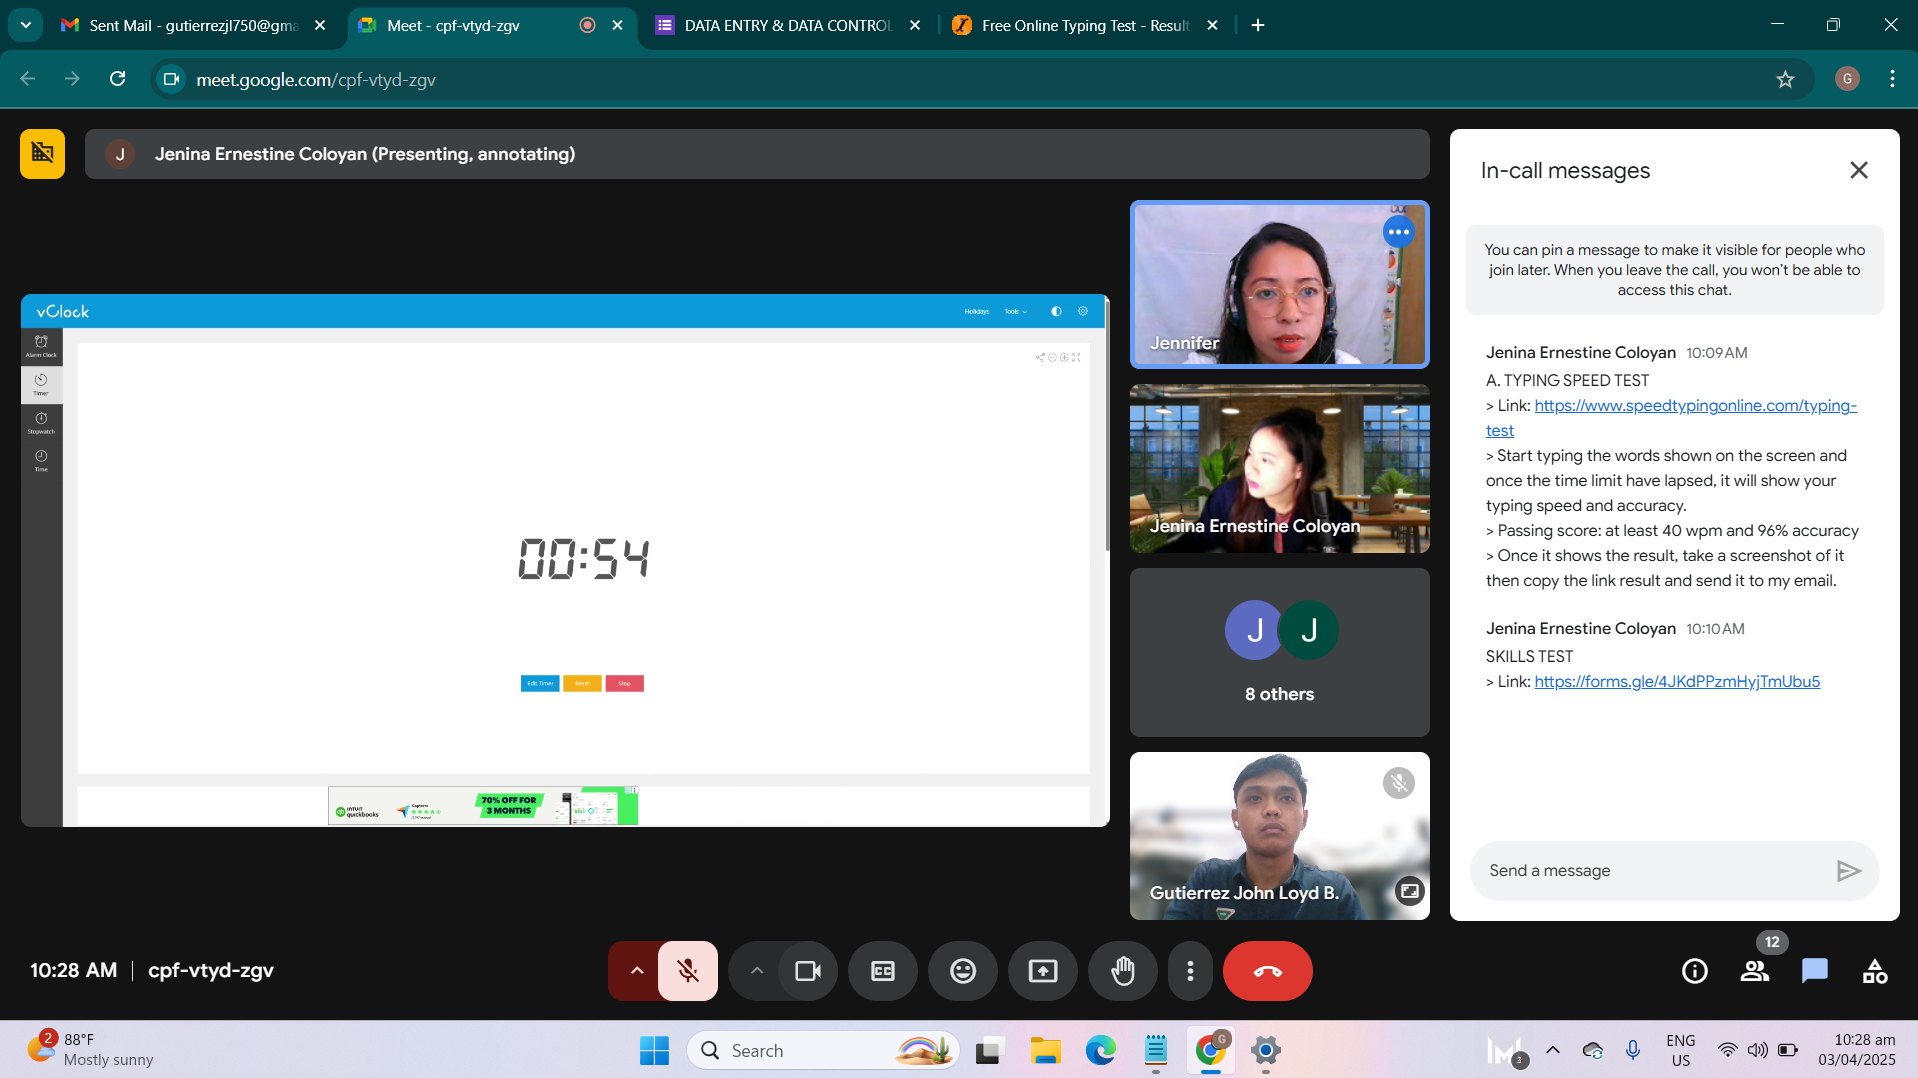 Sent Mail - gutierrezjl750@gma
Meet - cpf-vtyd-zgv
DATA ENTRY & DATA CONTROL
Free Online Typing Test - Result
meet.google.com/cpf-vtyd-zgv
G
J
Jenina Ernestine Coloyan (Presenting, annotating)
In-call messages
You can pin a message to make it visible for people who
join later. When you leave the call, you won't be able to
access this chat.
Jenina Ernestine Coloyan 10:09 AM
A. TYPING SPEED TEST
> Link: https://www.speedtypingonline.com/typing-
test
> Start typing the words shown on the screen and
once the time limit have lapsed, it will show your
typing speed and accuracy.
> Passing score: at least 40 wpm and 96% accuracy
> Once it shows the result, take a screenshot of it
then copy the link result and send it to my email.
Jenina Ernestine Coloyan 10:10 AM
SKILLS TEST
> Link: https://forms.gle/4JKdPPzmHyjTmUbu5
Send a message
vClock
Holidays
Tools
Alarm Clock
Timer
Stopwatch
Time
00:54
Edit Timer
Reset
Stop
INTUIT
quickbooks
Capterra
70% OFF FOR
3 MONTHS
Jennifer
Jenina Ernestine Coloyan
J
J
8 others
Gutierrez John Loyd B.
10:28 AM
cpf-vtyd-zgv
CC
12
2
88°F
Mostly sunny
Search
G
3
ENG
US
10:28 am
03/04/2025